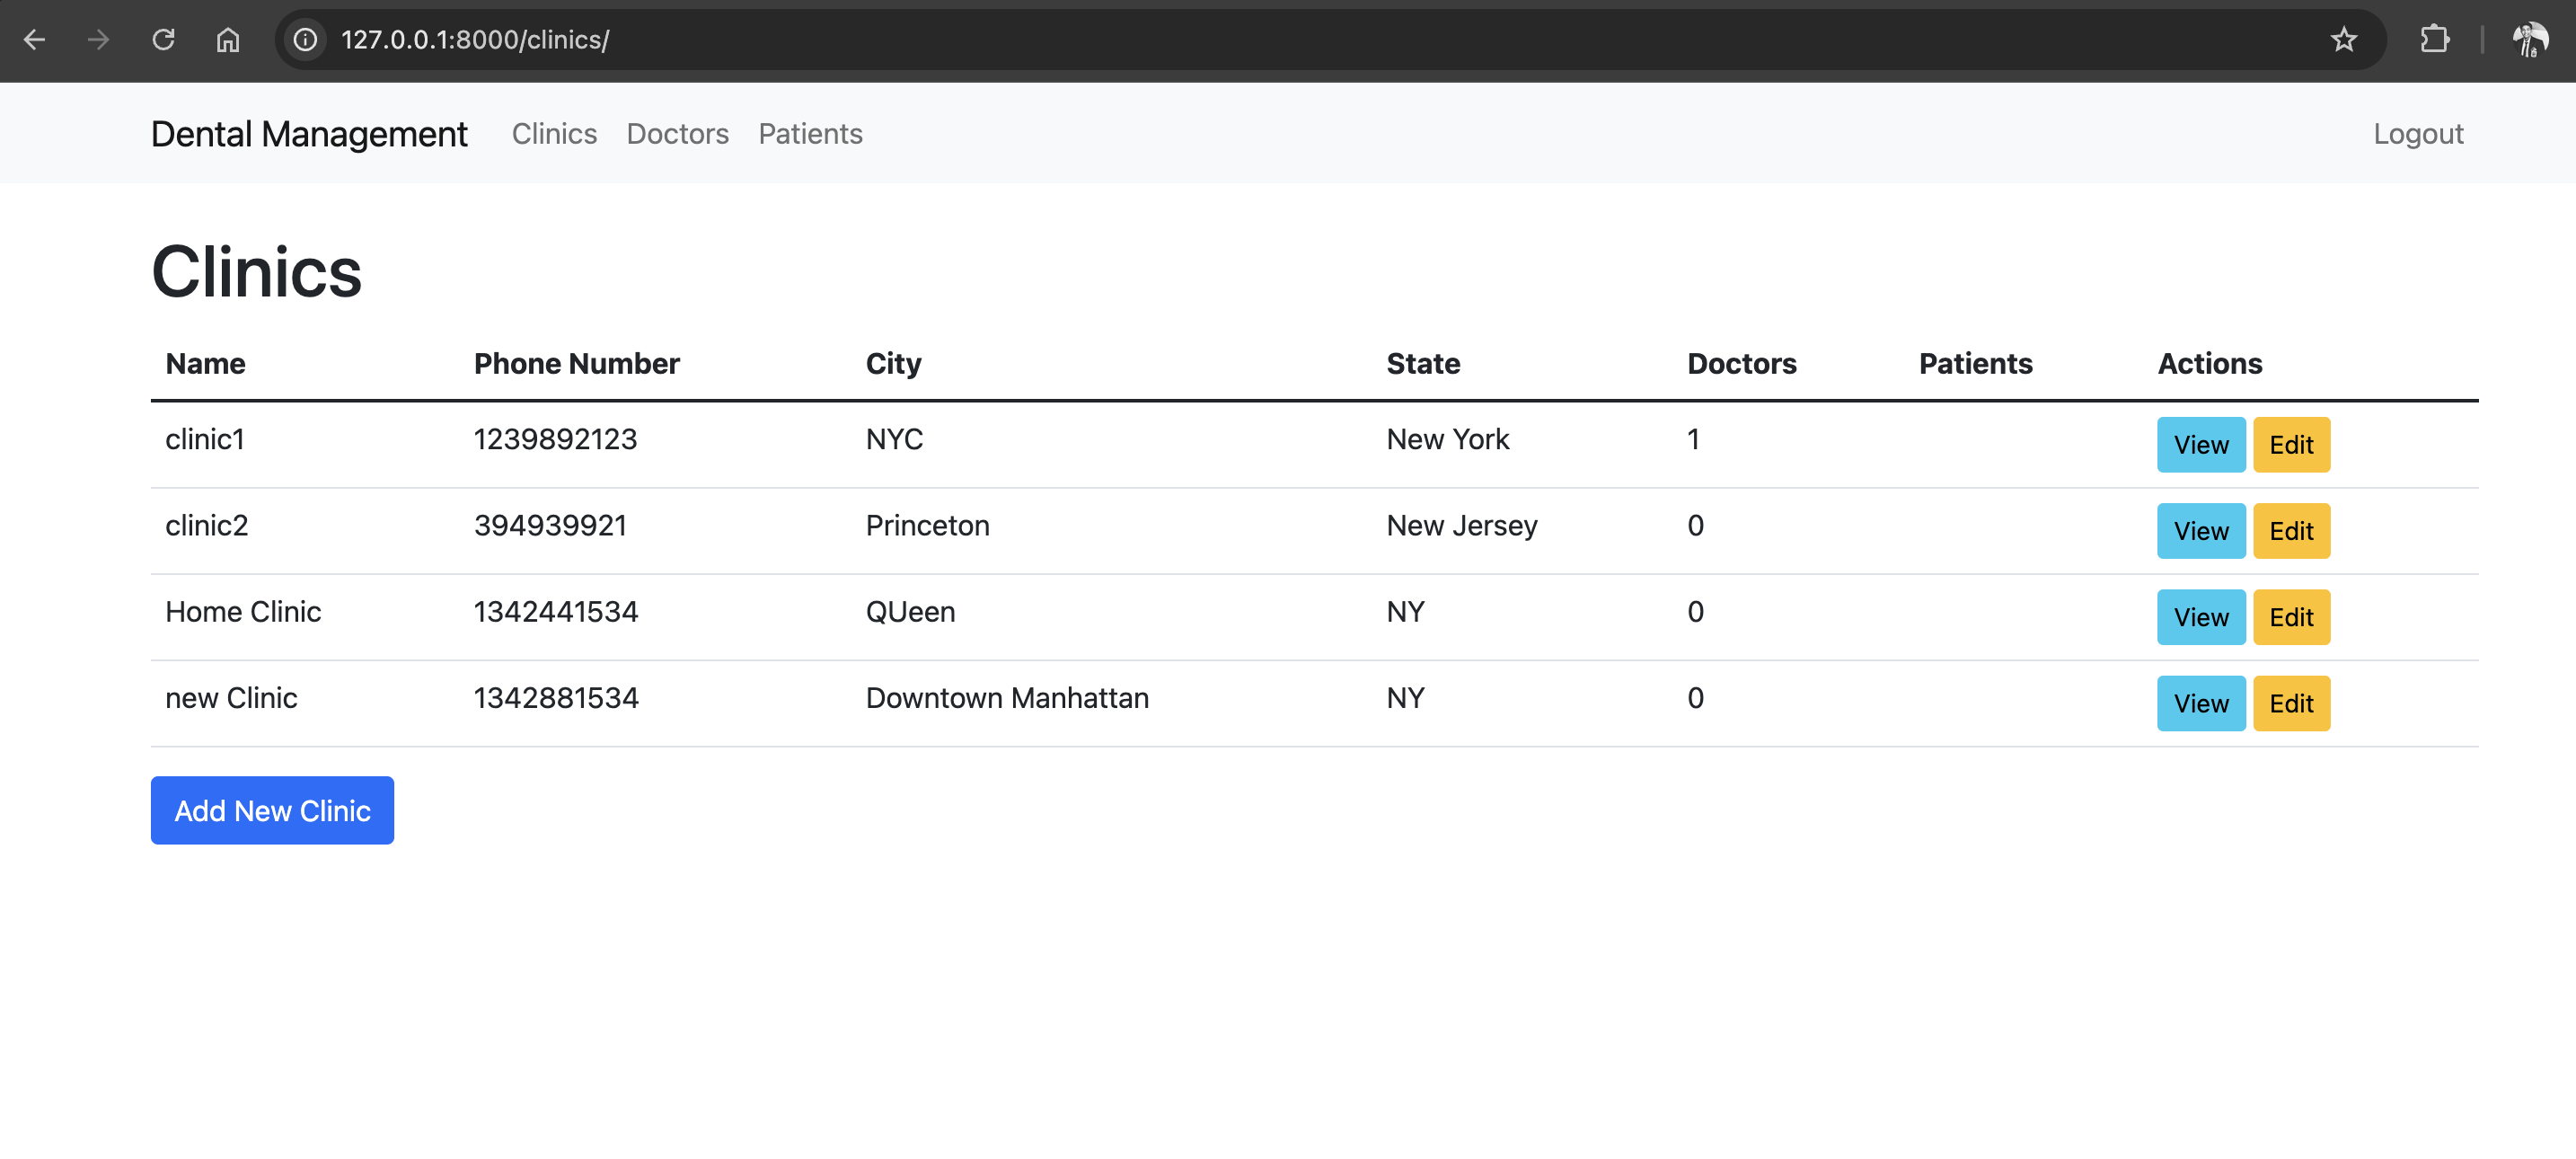 127.0.0.1:8000/clinics/
Dental Management Clinics Doctors Patients Logout
Clinics
Name Phone Number City State Doctors Patients Actions
clinic1 1239892123 NYC New York 1 View Edit
clinic2 394939921 Princeton New Jersey 0 View Edit
Home Clinic 1342441534 QUeen NY 0 View Edit
new Clinic 1342881534 Downtown Manhattan NY 0 View Edit
Add New Clinic